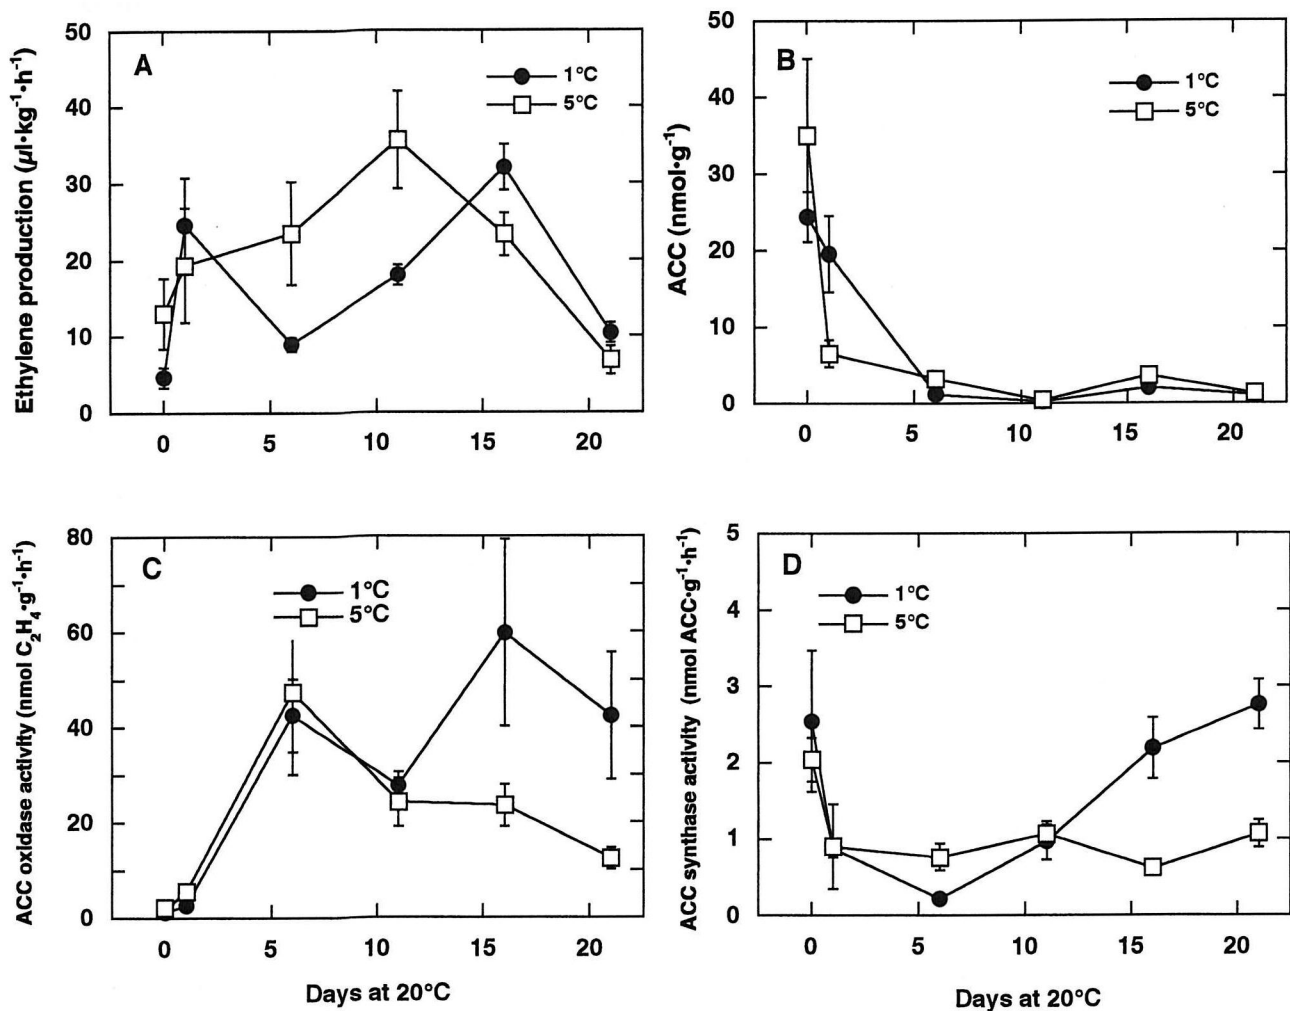 A
Ethylene production (µl•kg⁻¹•h⁻¹)
50
40
30
20
10
0
1°C
5°C
0 5 10 15 20
B
ACC (nmol•g⁻¹)
50
40
30
20
10
0
1°C
5°C
0 5 10 15 20
C
ACC oxidase activity (nmol C₂H₄•g⁻¹•h⁻¹)
80
60
40
20
0
1°C
5°C
0 5 10 15 20
Days at 20°C
D
ACC synthase activity (nmol ACC•g⁻¹•h⁻¹)
5
4
3
2
1
0
1°C
5°C
0 5 10 15 20
Days at 20°C